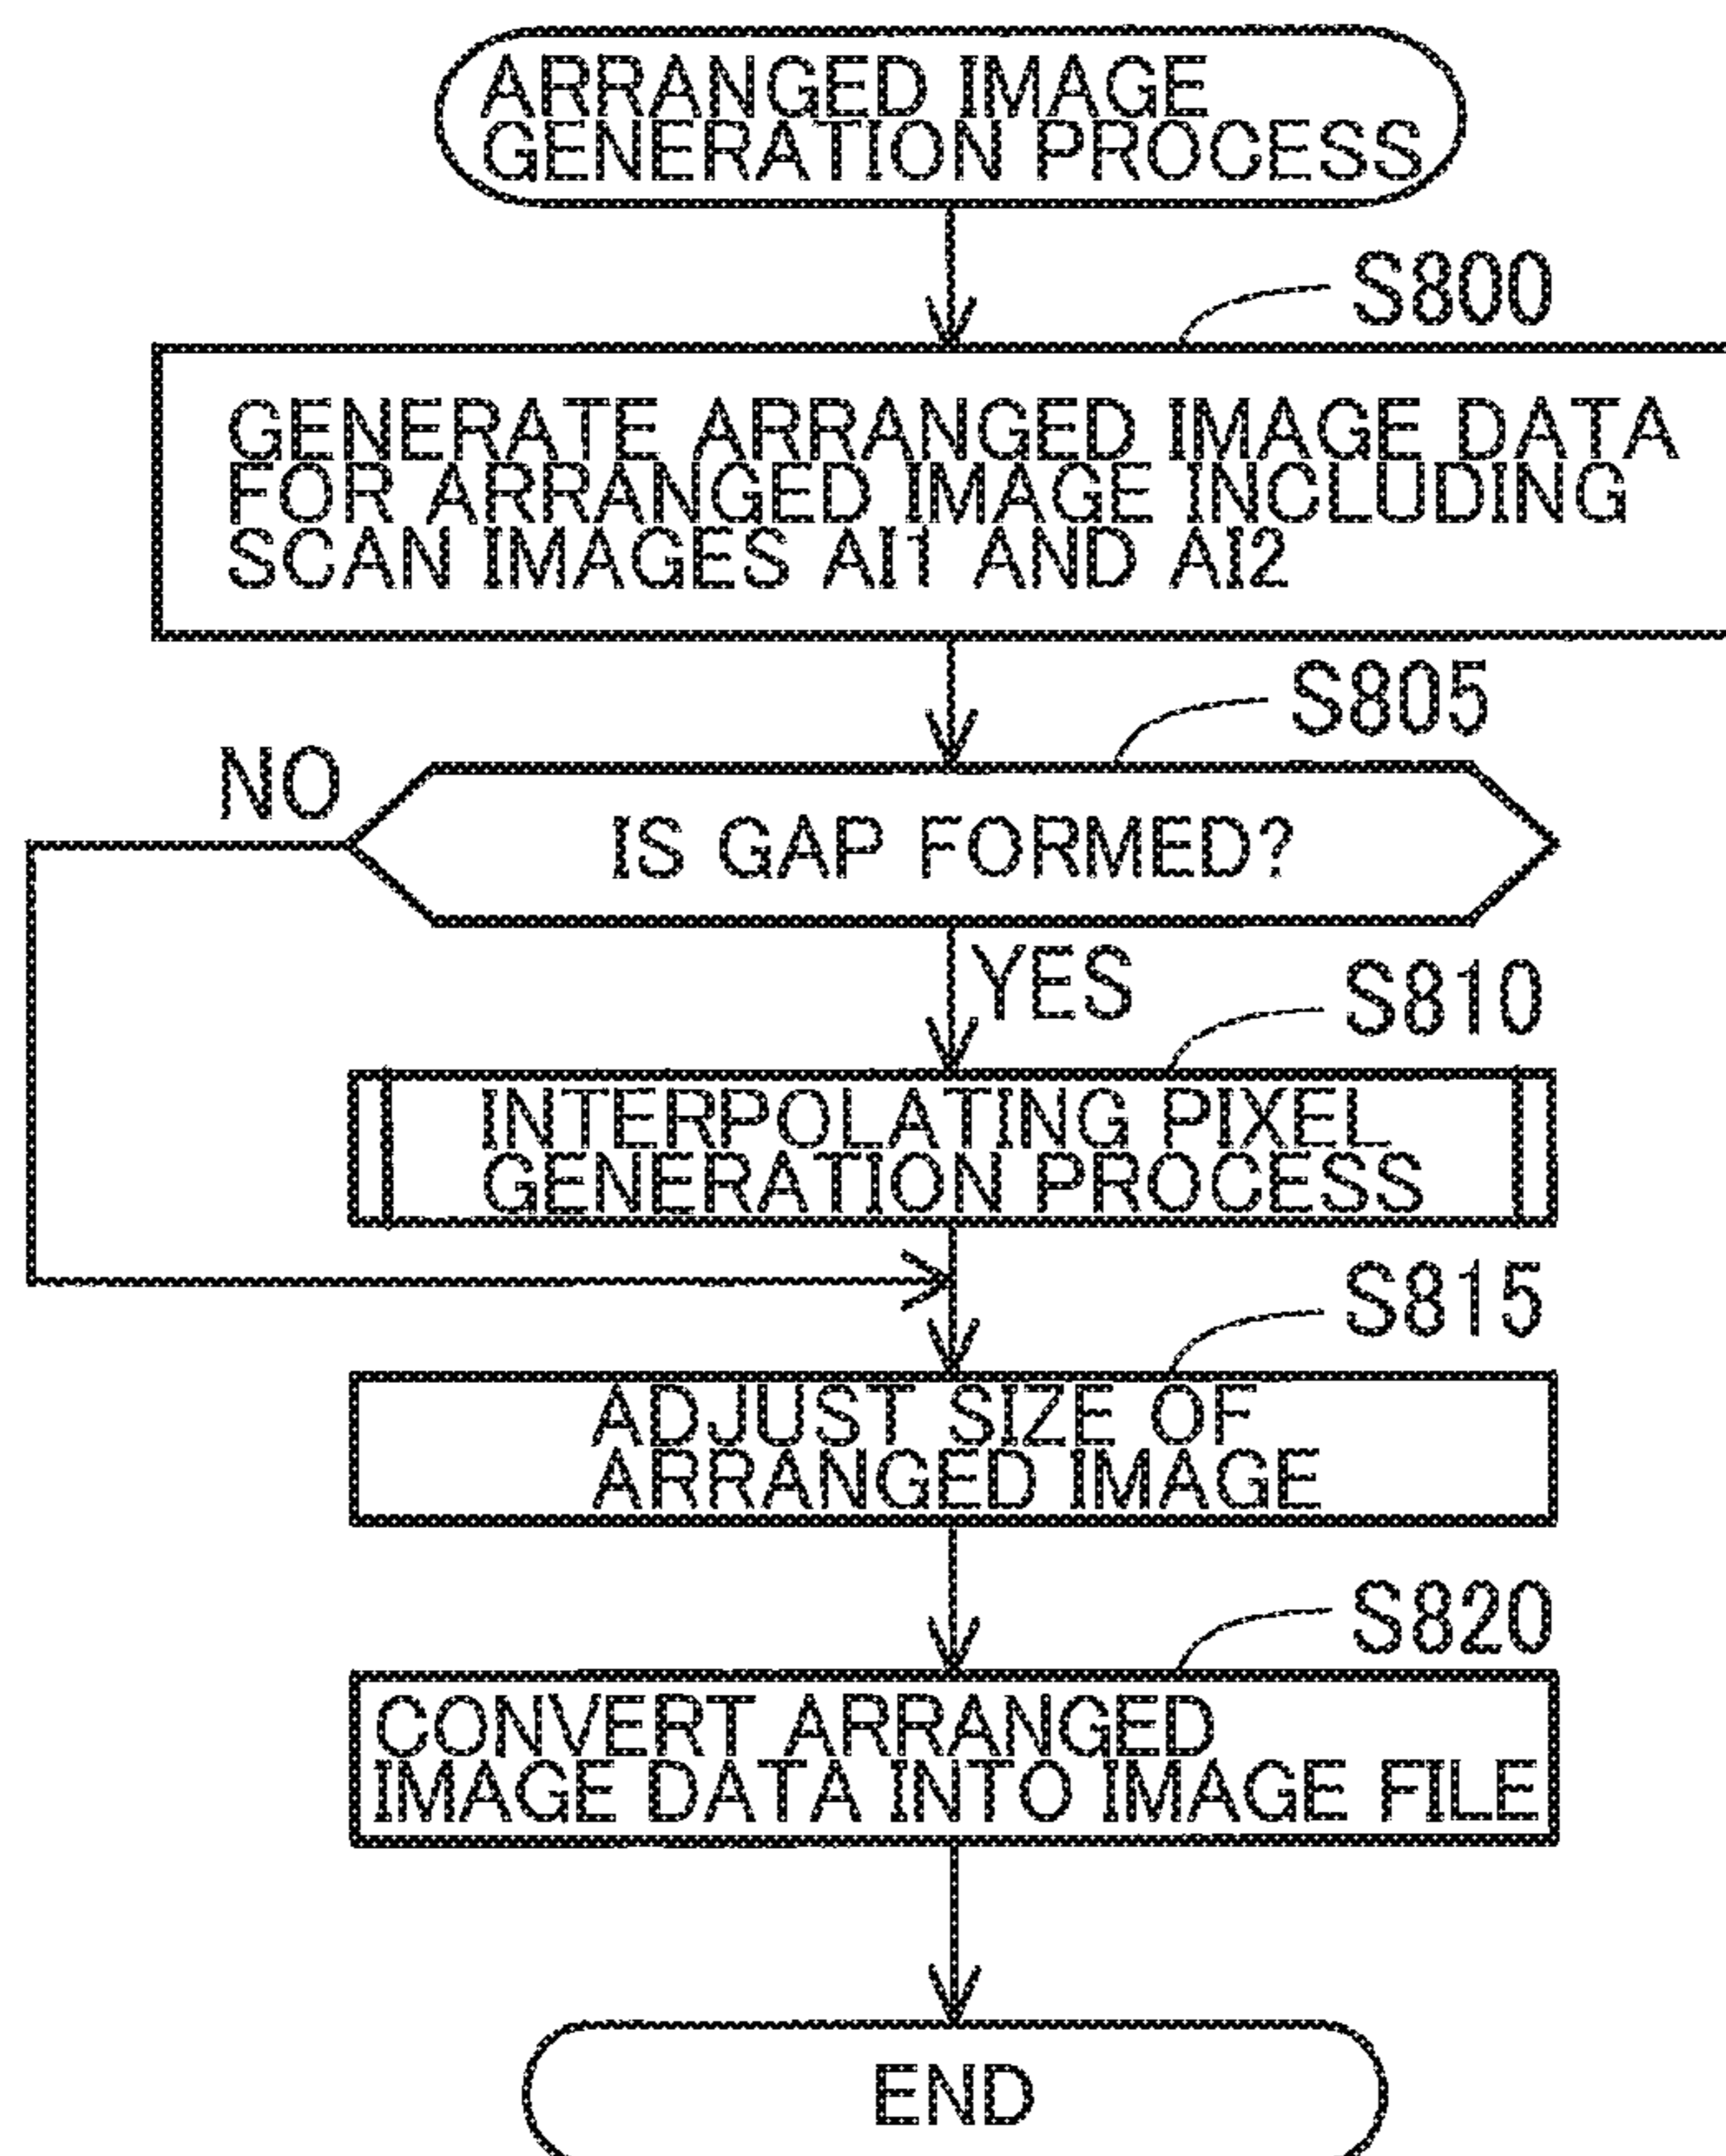 ARRANGED IMAGE
GENERATION PROCESS
S800
GENERATE ARRANGED IMAGE DATA
FOR ARRANGED IMAGE INCLUDING
SCAN IMAGES AI1 AND AI2
S805
NO
IS GAP FORMED?
YES
S810
INTERPOLATING PIXEL
GENERATION PROCESS
S815
ADJUST SIZE OF
ARRANGED IMAGE
S820
CONVERT ARRANGED
IMAGE DATA INTO IMAGE FILE
END